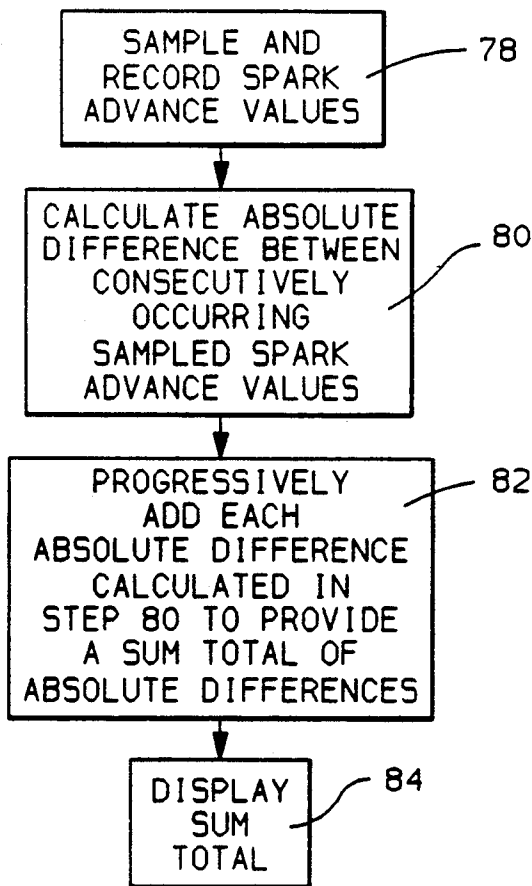 SAMPLE AND
RECORD SPARK
ADVANCE VALUES
78
CALCULATE ABSOLUTE
DIFFERENCE BETWEEN
CONSECUTIVELY
OCCURRING
SAMPLED SPARK
ADVANCE VALUES
80
PROGRESSIVELY
ADD EACH
ABSOLUTE DIFFERENCE
CALCULATED IN
STEP 80 TO PROVIDE
A SUM TOTAL OF
ABSOLUTE DIFFERENCES
82
DISPLAY
SUM
TOTAL
84